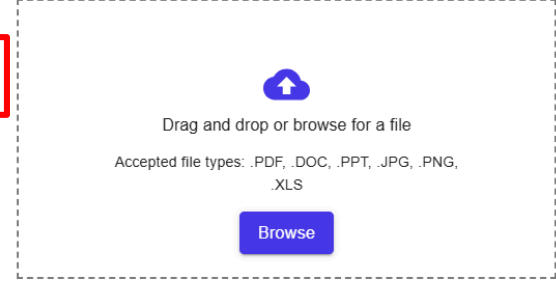 Drag and drop or browse for a file
Accepted file types: .PDF, .DOC, .PPT, .JPG, .PNG,
.XLS
Browse